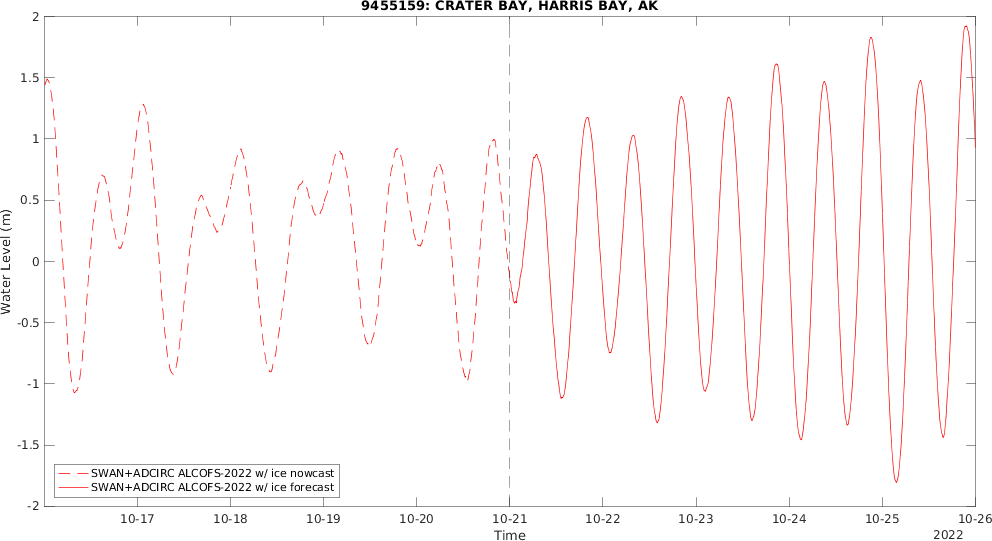 9455159: CRATER BAY, HARRIS BAY, AK
2
1.5
1
0.5
0
-0.5
-1
-1.5
-2
Water Level (m)
SWAN+ADCIRC ALCOFS-2022 w/ ice nowcast
SWAN+ADCIRC ALCOFS-2022 w/ ice forecast
10-17 10-18 10-19 10-20 10-21 10-22 10-23 10-24 10-25 10-26
Time 2022